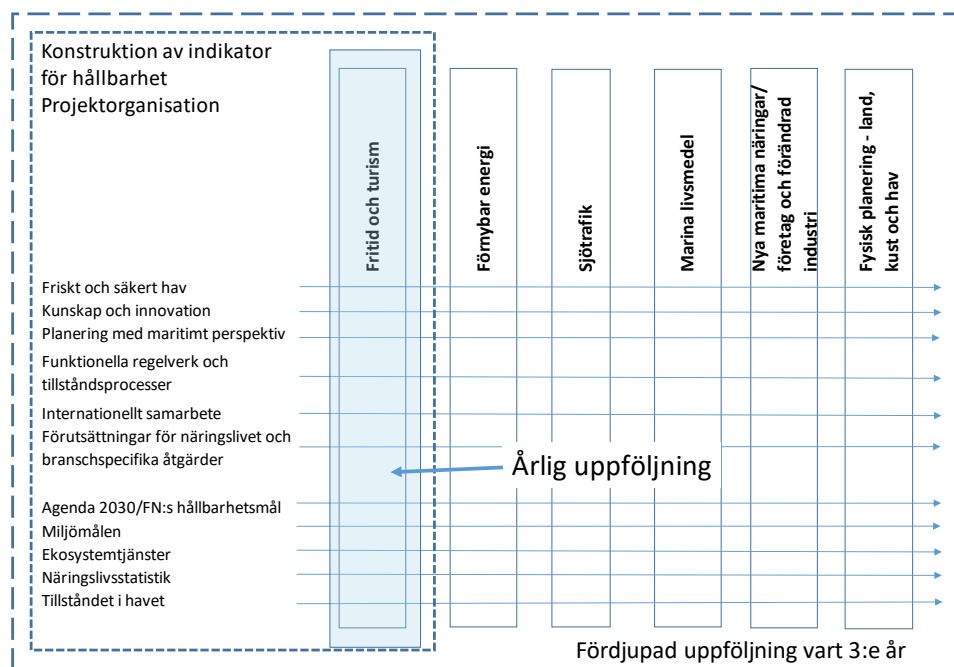 Konstruktion av indikator
för hållbarhet
Projektorganisation
Fritid och turism
Förnybar energi
Sjötrafik
Marina livsmedel
Nya maritima näringar/
företag och förändrad
industri
Fysisk planering - land,
kust och hav
Friskt och säkert hav
Kunskap och innovation
Planering med maritimt perspektiv
Funktionella regelverk och
tillståndsprocesser
Internationellt samarbete
Förutsättningar för näringslivet och
branschspecifika åtgärder
Årlig uppföljning
Agenda 2030/FN:s hållbarhetsmål
Miljömålen
Ekosystemtjänster
Näringslivsstatistik
Tillståndet i havet
Fördjupad uppföljning vart 3:e år